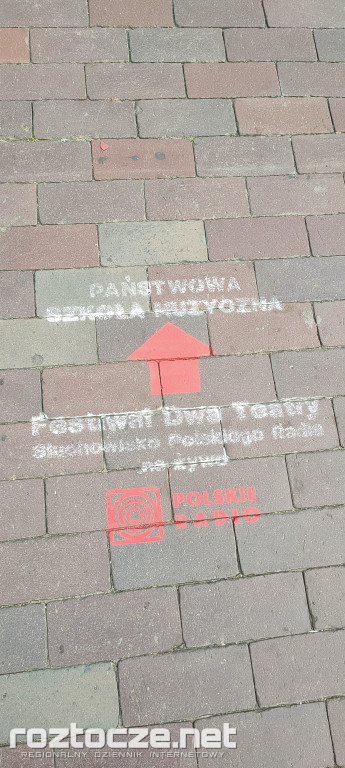 PAŃSTWOWA
SZKOŁA MUZYCZNA
Festiwal Dwa Teatry
Słuchowisko Polskiego Radia
na żywo
POLSKIE
RADIO
roztocze.net
REGIONALNY DZIENNIK INTERNETOWY